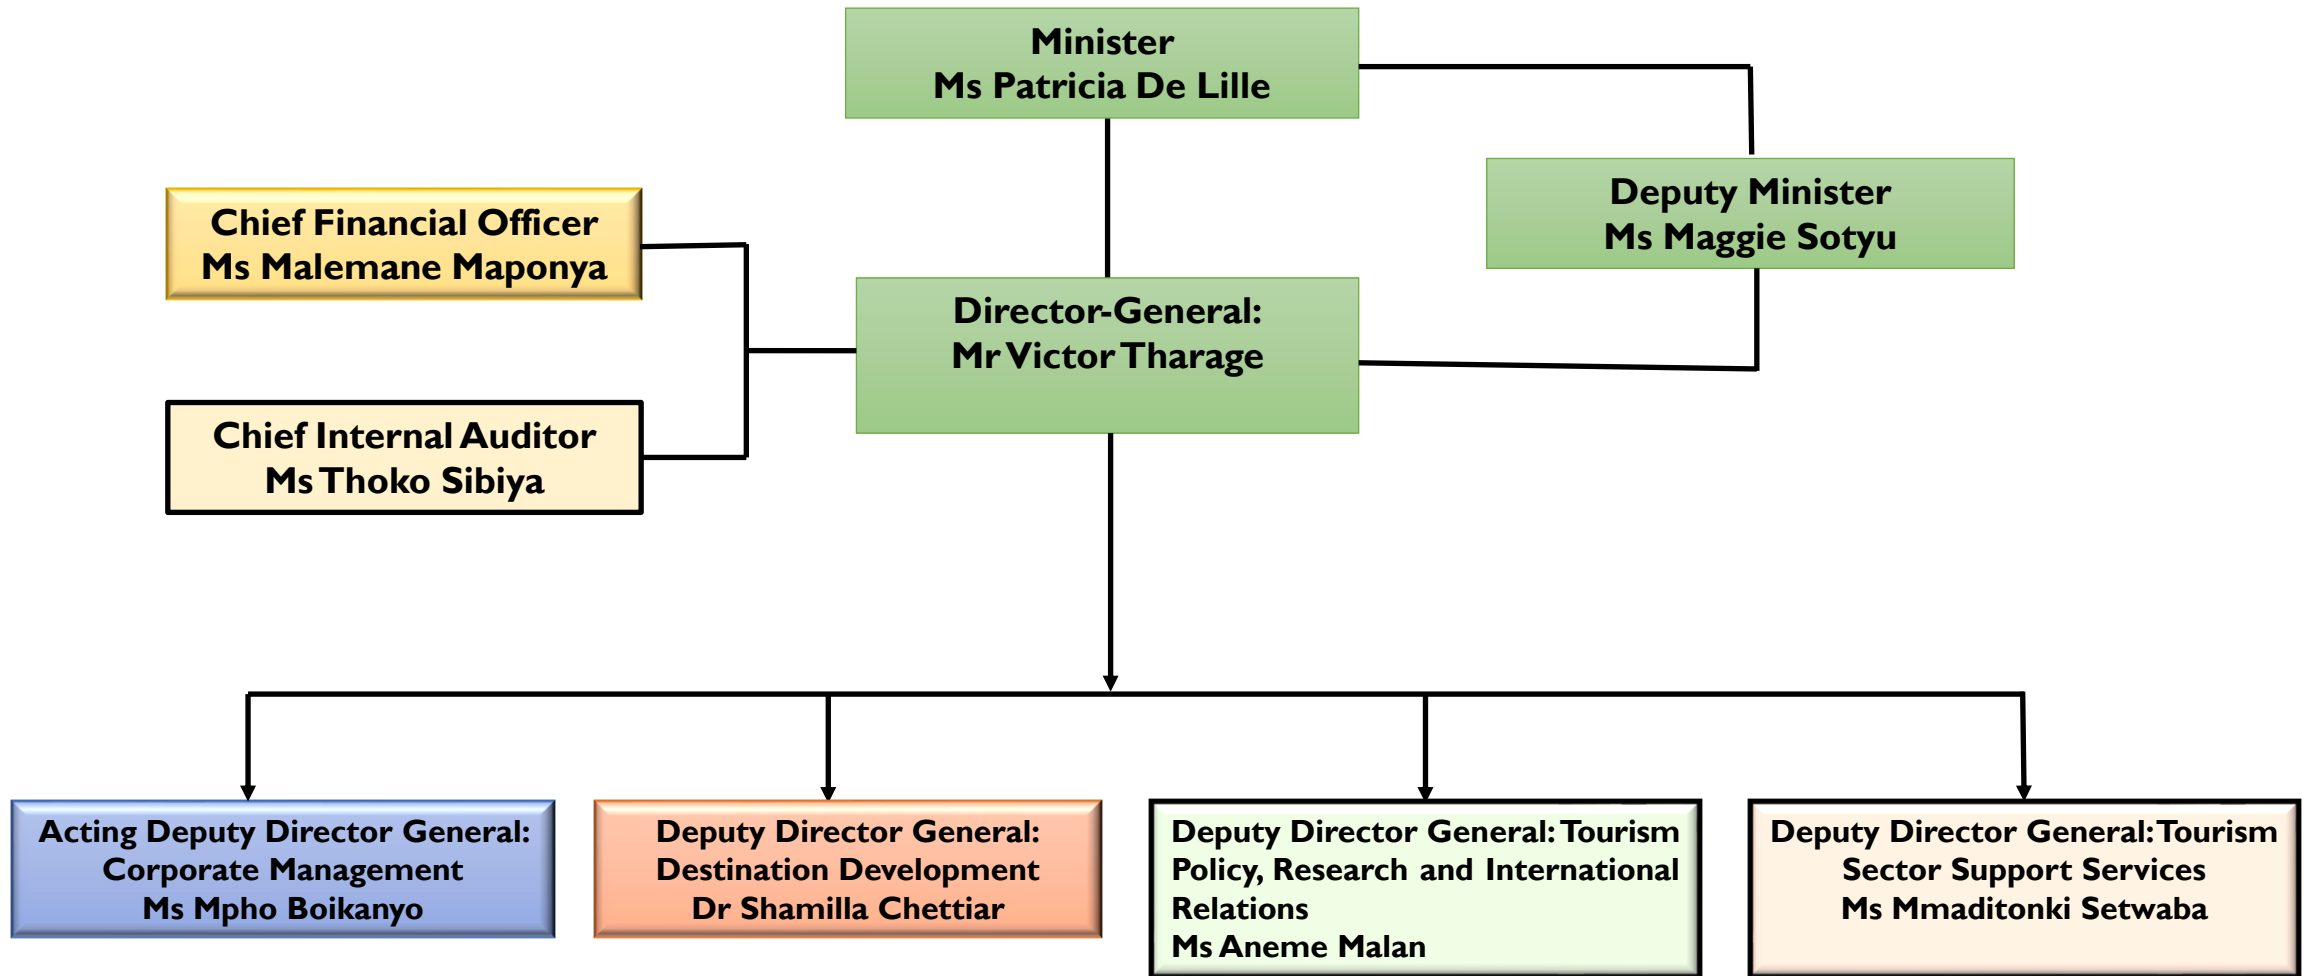 Minister
Ms Patricia De Lille
Deputy Minister
Ms Maggie Sotyu
Chief Financial Officer
Ms Malemane Maponya
Director-General:
Mr Victor Tharage
Chief Internal Auditor
Ms Thoko Sibiya
Acting Deputy Director General:
Corporate Management
Ms Mpho Boikanyo
Deputy Director General:
Destination Development
Dr Shamilla Chettiar
Deputy Director General: Tourism
Policy, Research and International
Relations
Ms Aneme Malan
Deputy Director General: Tourism
Sector Support Services
Ms Mmaditonki Setwaba